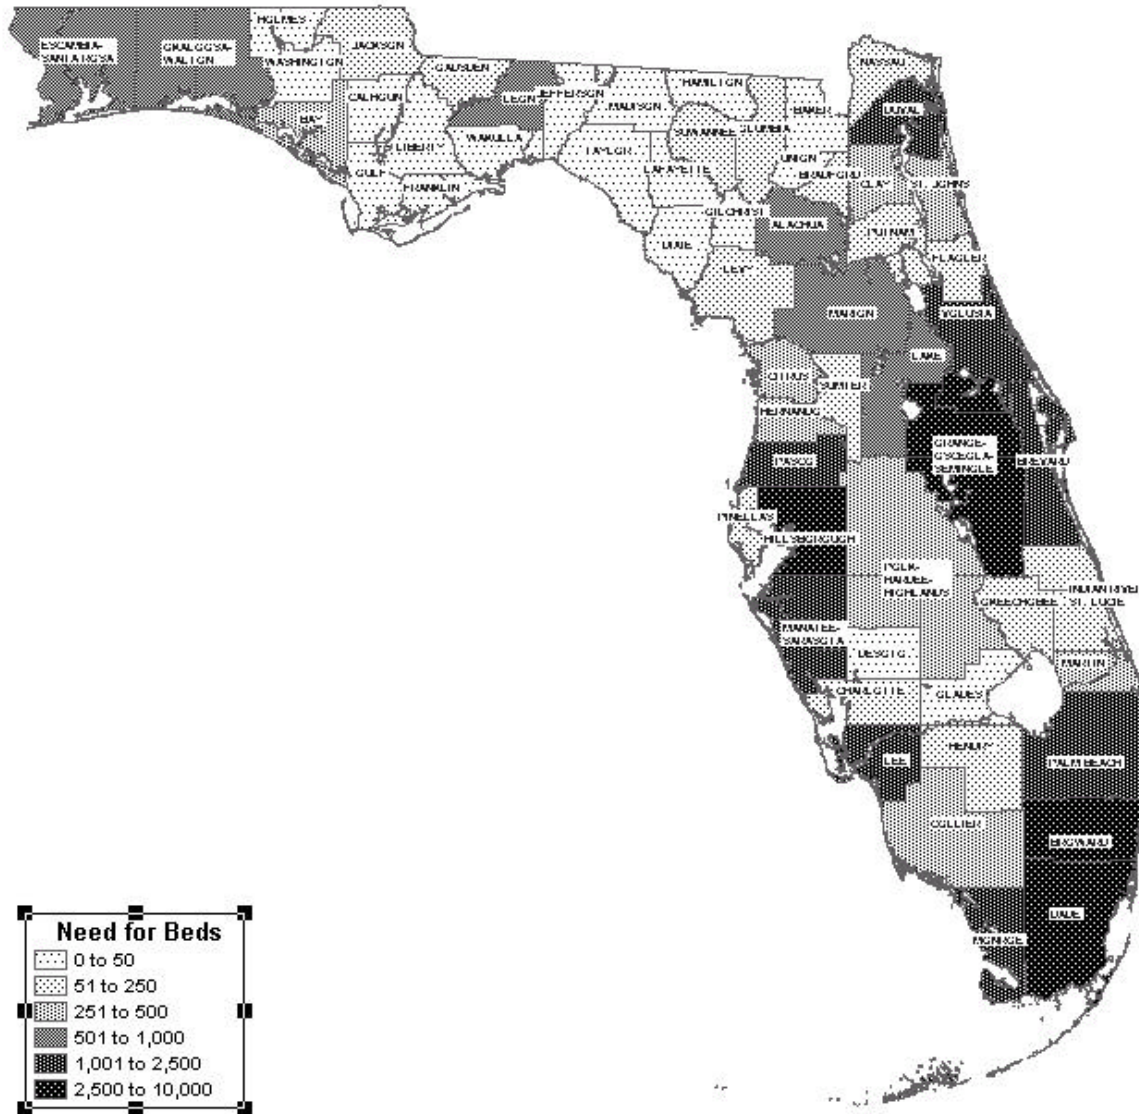 HOLMES
ESCAMBIA-
SANTA ROSA
OKALOOSA-
WALTON
JACKSON
WASHINGTON
GADSDEN
NASSAU
HAMILTON
CALHOUN
LEON
JEFFERSON
MADISON
BAKER
DUVAL
BAY
SUWANNEE
COLUMBIA
WAKULLA
LIBERTY
TAYLOR
UNION
LAFAYETTE
GULF
BRADFORD
CLAY
ST. JOHNS
FRANKLIN
GILCHRIST
ALACHUA
PUTNAM
DIXIE
FLAGLER
LEVY
MARION
VOLUSIA
LAKE
CITRUS
SUMTER
HERNANDO
ORANGE-
OSCEOLA-
SEMINOLE
PASCO
BREVARD
PINELLAS
HILLSBOROUGH
POLK-
HARDEE-
HIGHLANDS
INDIAN RIVER
ST. LUCIE
OKEECHOBEE
MANATEE-
SARASOTA
DESOTO
MARTIN
CHARLOTTE
GLADES
HENDRY
LEE
PALM BEACH
COLLIER
BROWARD
DADE
MONROE
Need for Beds
0 to 50
51 to 250
251 to 500
501 to 1,000
1,001 to 2,500
2,500 to 10,000